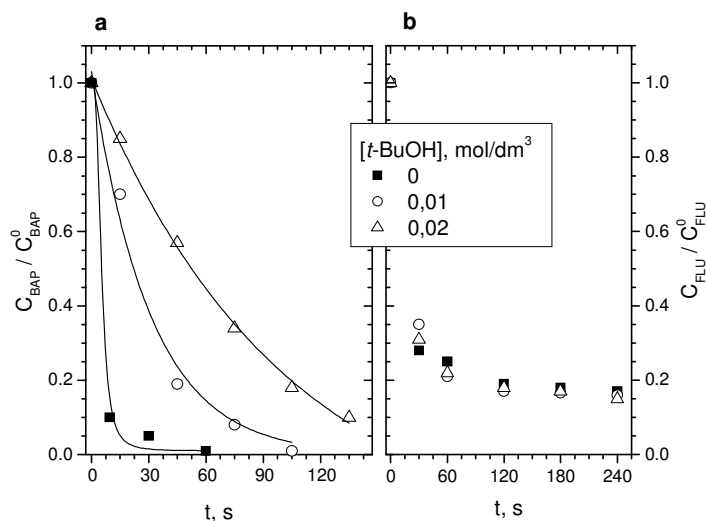 a
b
1.0
0.8
0.6
0.4
0.2
0.0
C_BAP / C^0_BAP
0 30 60 90 120
t, s
[t-BuOH], mol/dm^3
0
0,01
0,02
0 60 120 180 240
t, s
1.0
0.8
0.6
0.4
0.2
0.0
C_FLU / C^0_FLU